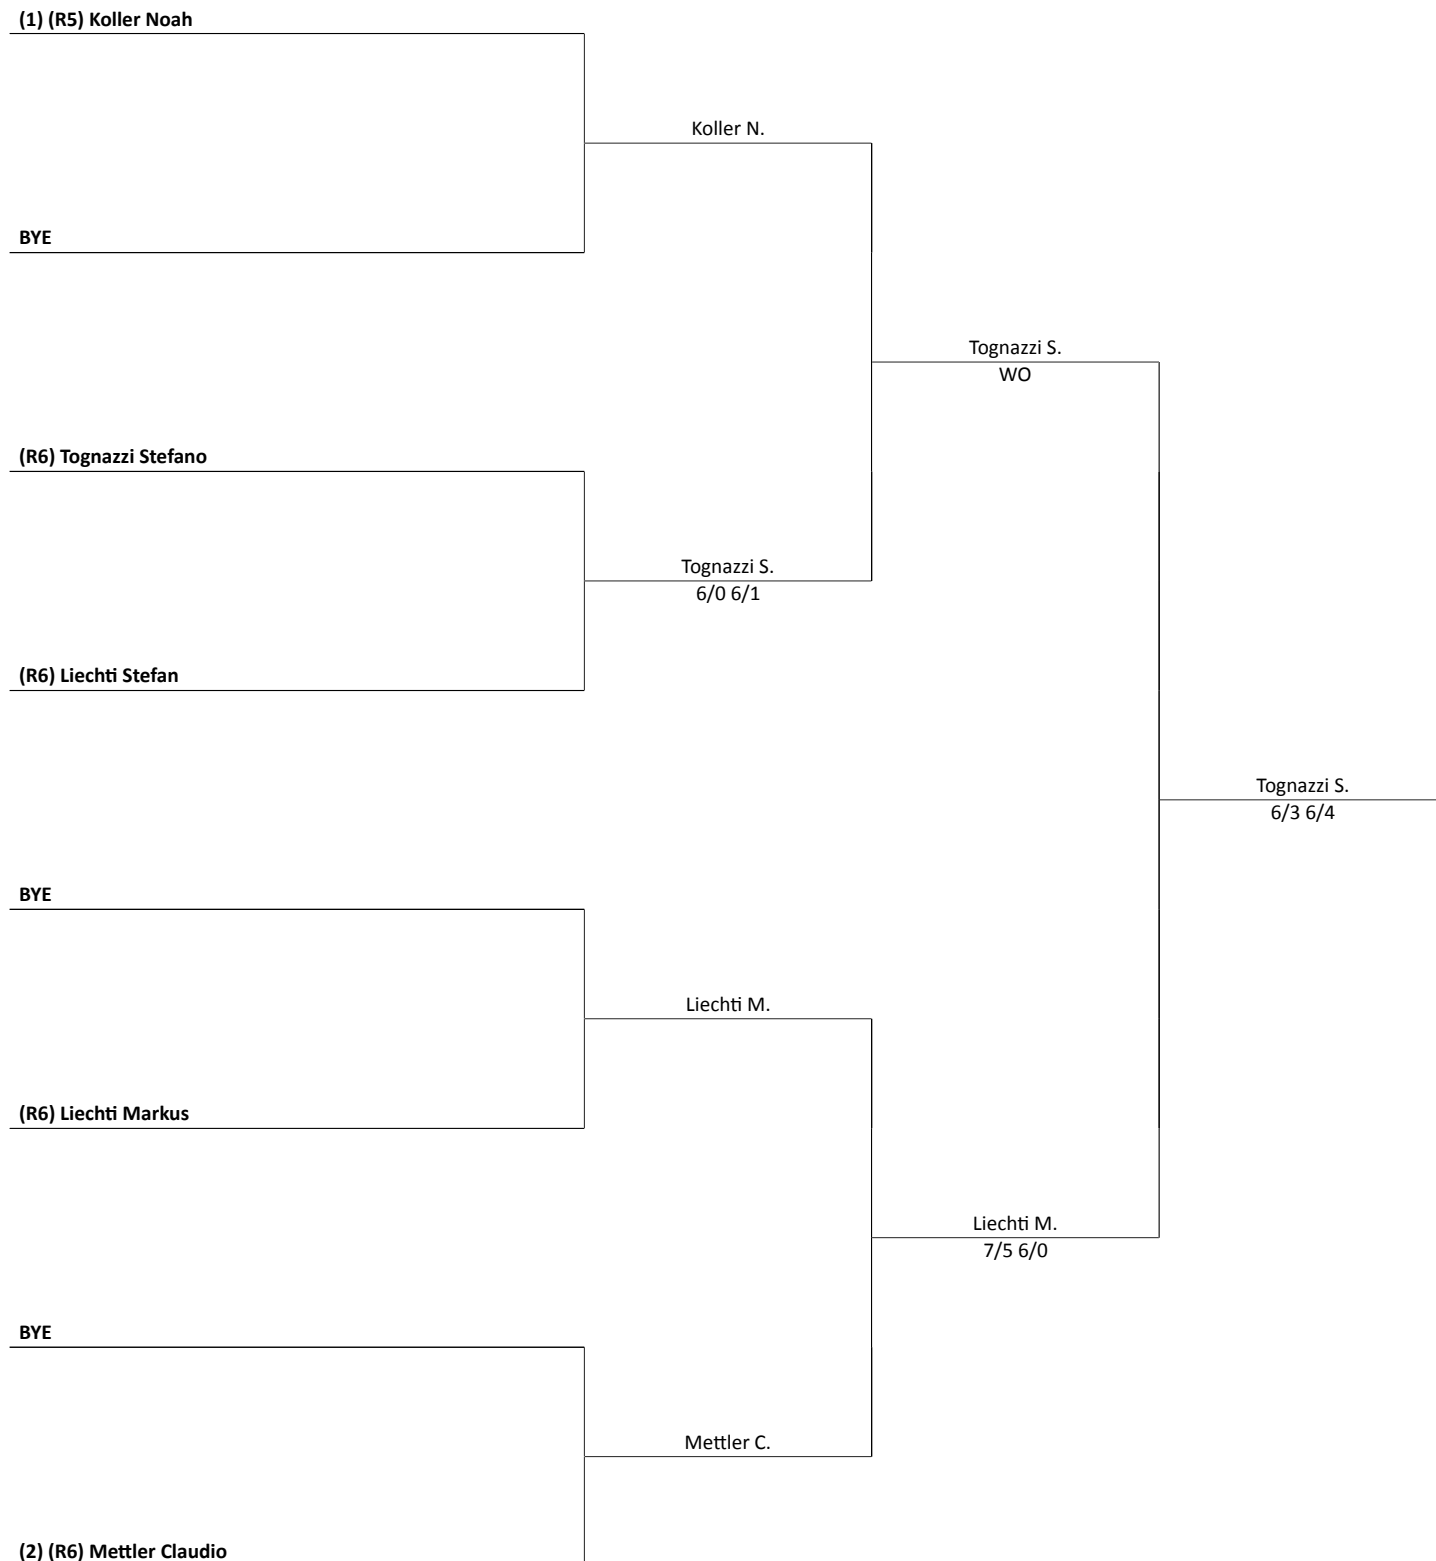 (1) (R5) Koller Noah
Koller N.
BYE
Tognazzi S.
WO
(R6) Tognazzi Stefano
Tognazzi S.
6/0 6/1
(R6) Liechti Stefan
Tognazzi S.
6/3 6/4
BYE
Liechti M.
(R6) Liechti Markus
Liechti M.
7/5 6/0
BYE
Mettler C.
(2) (R6) Mettler Claudio